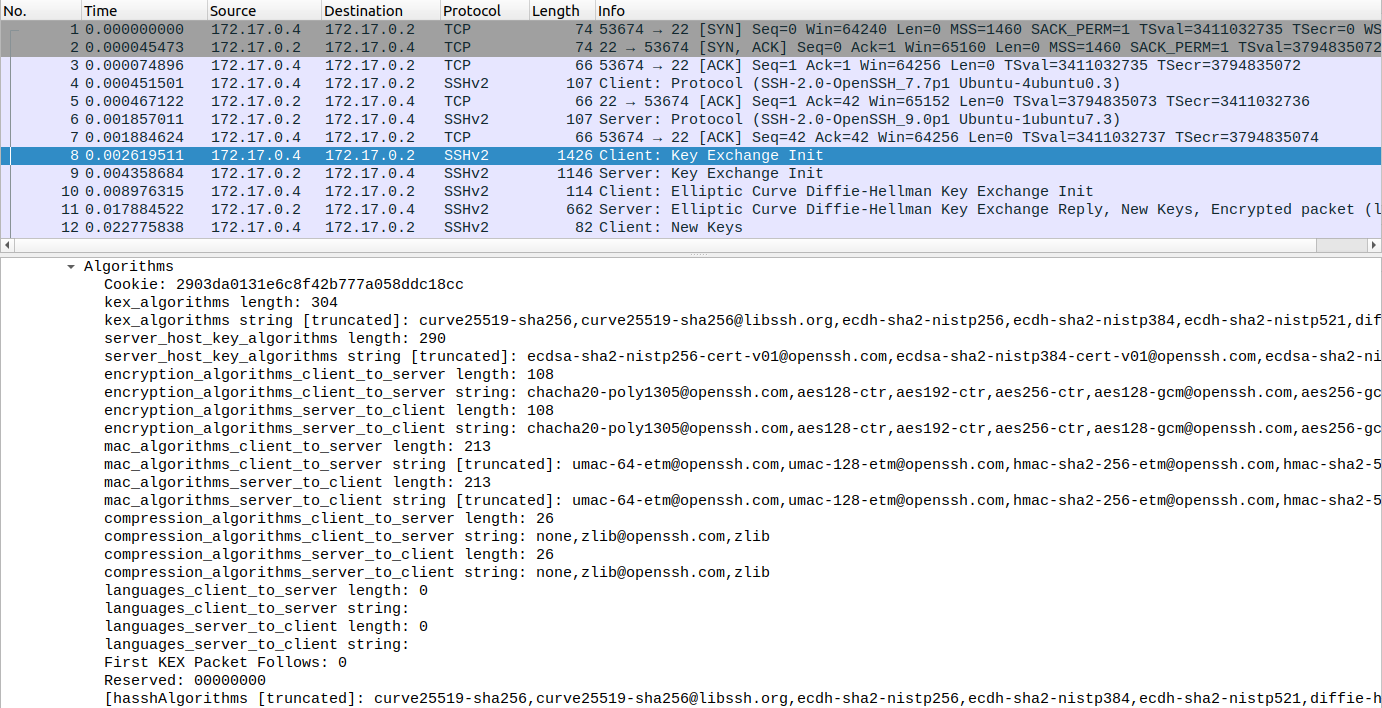 No. Time Source Destination Protocol Length Info
1 0.000000000 172.17.0.4 172.17.0.2 TCP 74 53674 → 22 [SYN] Seq=0 Win=64240 Len=0 MSS=1460 SACK_PERM=1 TSval=3411032735 TSecr=0 WS
2 0.000045473 172.17.0.2 172.17.0.4 TCP 74 22 → 53674 [SYN, ACK] Seq=0 Ack=1 Win=65160 Len=0 MSS=1460 SACK_PERM=1 TSval=3794835072
3 0.000074896 172.17.0.4 172.17.0.2 TCP 66 53674 → 22 [ACK] Seq=1 Ack=1 Win=64256 Len=0 TSval=3411032735 TSecr=3794835072
4 0.000451501 172.17.0.4 172.17.0.2 SSHv2 107 Client: Protocol (SSH-2.0-OpenSSH_7.7p1 Ubuntu-4ubuntu0.3)
5 0.000467122 172.17.0.2 172.17.0.4 TCP 66 22 → 53674 [ACK] Seq=1 Ack=42 Win=65152 Len=0 TSval=3794835073 TSecr=3411032736
6 0.001857011 172.17.0.2 172.17.0.4 SSHv2 107 Server: Protocol (SSH-2.0-OpenSSH_9.0p1 Ubuntu-1ubuntu7.3)
7 0.001884624 172.17.0.4 172.17.0.2 TCP 66 53674 → 22 [ACK] Seq=42 Ack=42 Win=64256 Len=0 TSval=3411032737 TSecr=3794835074
8 0.002619511 172.17.0.4 172.17.0.2 SSHv2 1426 Client: Key Exchange Init
9 0.004358684 172.17.0.2 172.17.0.4 SSHv2 1146 Server: Key Exchange Init
10 0.008976315 172.17.0.4 172.17.0.2 SSHv2 114 Client: Elliptic Curve Diffie-Hellman Key Exchange Init
11 0.017884522 172.17.0.2 172.17.0.4 SSHv2 662 Server: Elliptic Curve Diffie-Hellman Key Exchange Reply, New Keys, Encrypted packet (l
12 0.022775838 172.17.0.4 172.17.0.2 SSHv2 82 Client: New Keys
Algorithms
Cookie: 2903da0131e6c8f42b777a058ddc18cc
kex_algorithms length: 304
kex_algorithms string [truncated]: curve25519-sha256,curve25519-sha256@libssh.org,ecdh-sha2-nistp256,ecdh-sha2-nistp384,ecdh-sha2-nistp521,dif
server_host_key_algorithms length: 290
server_host_key_algorithms string [truncated]: ecdsa-sha2-nistp256-cert-v01@openssh.com,ecdsa-sha2-nistp384-cert-v01@openssh.com,ecdsa-sha2-ni
encryption_algorithms_client_to_server length: 108
encryption_algorithms_client_to_server string: chacha20-poly1305@openssh.com,aes128-ctr,aes192-ctr,aes256-ctr,aes128-gcm@openssh.com,aes256-gc
encryption_algorithms_server_to_client length: 108
encryption_algorithms_server_to_client string: chacha20-poly1305@openssh.com,aes128-ctr,aes192-ctr,aes256-ctr,aes128-gcm@openssh.com,aes256-gc
mac_algorithms_client_to_server length: 213
mac_algorithms_client_to_server string [truncated]: umac-64-etm@openssh.com,umac-128-etm@openssh.com,hmac-sha2-256-etm@openssh.com,hmac-sha2-5
mac_algorithms_server_to_client length: 213
mac_algorithms_server_to_client string [truncated]: umac-64-etm@openssh.com,umac-128-etm@openssh.com,hmac-sha2-256-etm@openssh.com,hmac-sha2-5
compression_algorithms_client_to_server length: 26
compression_algorithms_client_to_server string: none,zlib@openssh.com,zlib
compression_algorithms_server_to_client length: 26
compression_algorithms_server_to_client string: none,zlib@openssh.com,zlib
languages_client_to_server length: 0
languages_client_to_server string:
languages_server_to_client length: 0
languages_server_to_client string:
First KEX Packet Follows: 0
Reserved: 00000000
[hasshAlgorithms [truncated]: curve25519-sha256,curve25519-sha256@libssh.org,ecdh-sha2-nistp256,ecdh-sha2-nistp384,ecdh-sha2-nistp521,diffie-h